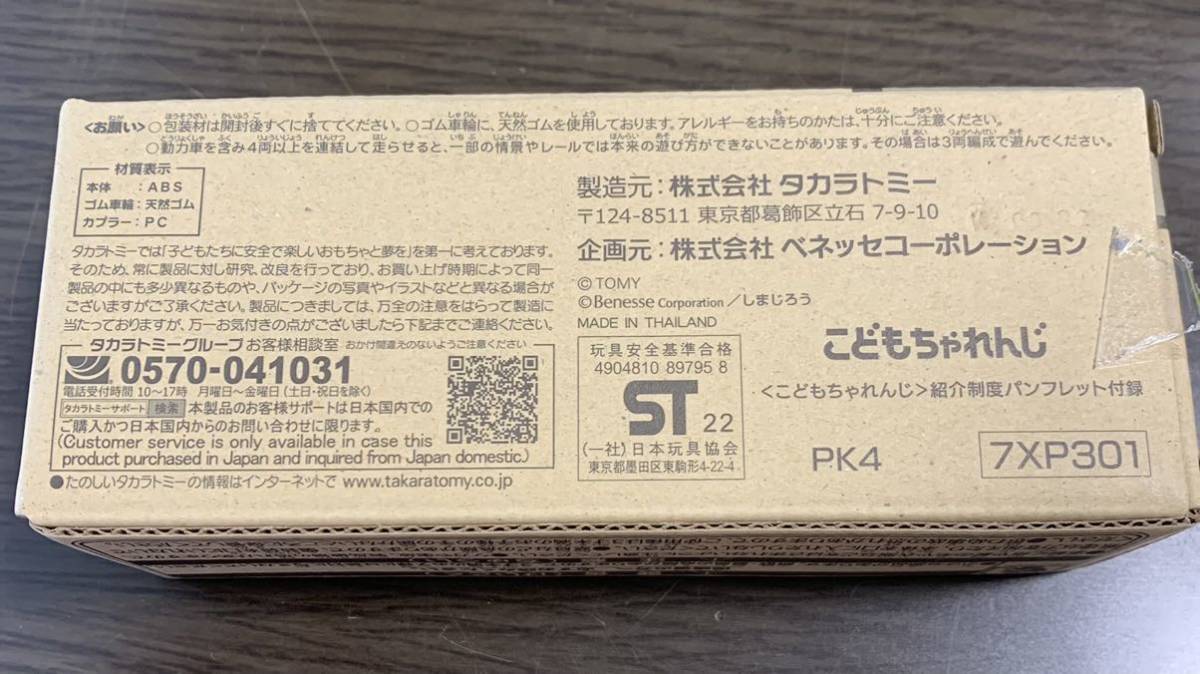 <お願い>○包装材は開封後すぐに捨ててください。○ゴム車輪に、天然ゴムを使用しております。アレルギーをお持ちのかたは、十分にご注意ください。
○動力車を含み4両以上を連結して走らせると、一部の情景やレールでは本来の遊び方ができないことがあります。その場合は3両編成で遊んでください。
材質表示
本体 : ABS
ゴム車輪 : 天然ゴム
カプラー : PC
タカラトミーでは「子どもたちに安全で楽しいおもちゃと夢を」を第一に考えております。
そのため、常に製品に対し研究、改良を行っており、お買い上げ時期によって同一
製品の中にも多少異なるものや、パッケージの写真やイラストなどと異なる場合が
ございますがご了承ください。製品につきましては、万全の注意をはらって製造に
当たっておりますが、万一お気付きの点がございましたら下記までご連絡ください。
タカラトミーグループお客様相談室 おかけ間違えのないようご注意ください
0570-041031
電話受付時間 10~17時 月曜日~金曜日(土日・祝日を除く)
タカラトミーサポート 検索 本製品のお客様サポートは日本国内での
ご購入かつ日本国内からのお問い合わせに限ります。
(Customer service is only available in case this
product purchased in Japan and inquired from Japan domestic.)
●たのしいタカラトミーの情報はインターネットで www.takaratomy.co.jp
製造元 : 株式会社 タカラトミー
〒124-8511 東京都葛飾区立石 7-9-10
企画元 : 株式会社 ベネッセコーポレーション
©TOMY
©Benesse Corporation/しまじろう
MADE IN THAILAND
玩具安全基準合格
4904810 89795 8
ST 22
(一社)日本玩具協会
東京都墨田区東駒形4-22-4
こどもちゃれんじ
<こどもちゃれんじ>紹介制度パンフレット付録
PK4
7XP301